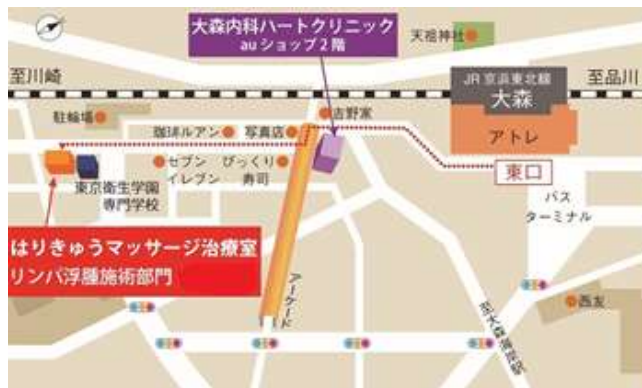 大森内科ハートクリニック
auショップ2階
天祖神社
至川崎
JR京浜東北線
大森
至品川
駐輪場
珈琲ルアン
写真店
吉野家
アトレ
セブン
イレブン
びっくり
寿司
東口
東京衛生学園
専門学校
バス
ターミナル
はりきゅうマッサージ治療室
リンパ浮腫施術部門
アーケード
西友